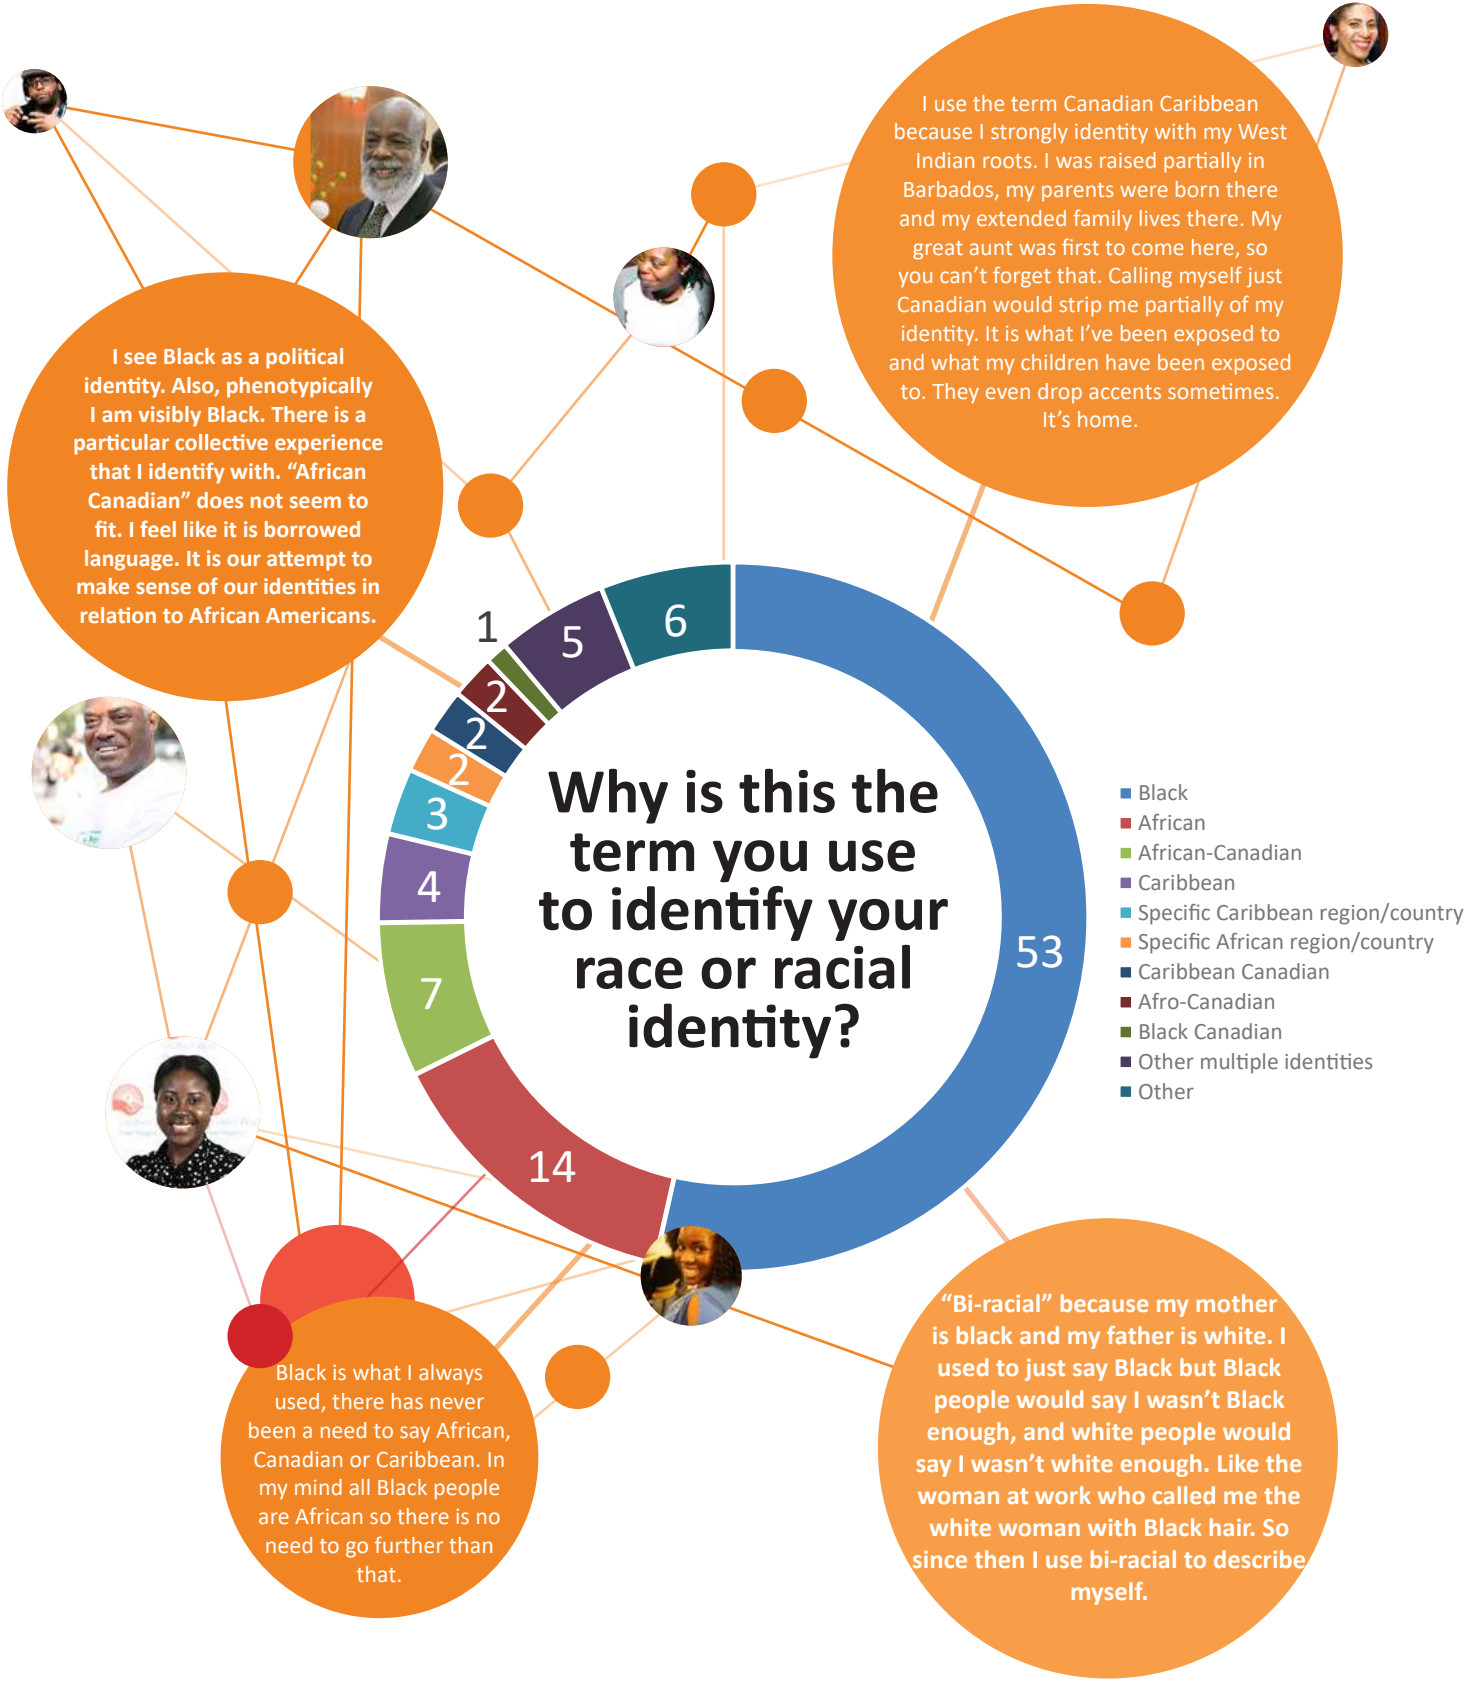 I use the term Canadian Caribbean
because I strongly identity with my West
Indian roots. I was raised partially in
Barbados, my parents were born there
and my extended family lives there. My
great aunt was first to come here, so
you can't forget that. Calling myself just
Canadian would strip me partially of my
identity. It is what I've been exposed to
and what my children have been exposed
to. They even drop accents sometimes.
It's home.
I see Black as a political
identity. Also, phenotypically
I am visibly Black. There is a
particular collective experience
that I identify with. “African
Canadian” does not seem to
fit. I feel like it is borrowed
language. It is our attempt to
make sense of our identities in
relation to African Americans.
1
5
6
2
2
2
3
4
7
14
53
Why is this the
term you use
to identify your
race or racial
identity?
Black
African
African-Canadian
Caribbean
Specific Caribbean region/country
Specific African region/country
Caribbean Canadian
Afro-Canadian
Black Canadian
Other multiple identities
Other
Black is what I always
used, there has never
been a need to say African,
Canadian or Caribbean. In
my mind all Black people
are African so there is no
need to go further than
that.
“Bi-racial” because my mother
is black and my father is white. I
used to just say Black but Black
people would say I wasn't Black
enough, and white people would
say I wasn't white enough. Like the
woman at work who called me the
white woman with Black hair. So
since then I use bi-racial to describe
myself.